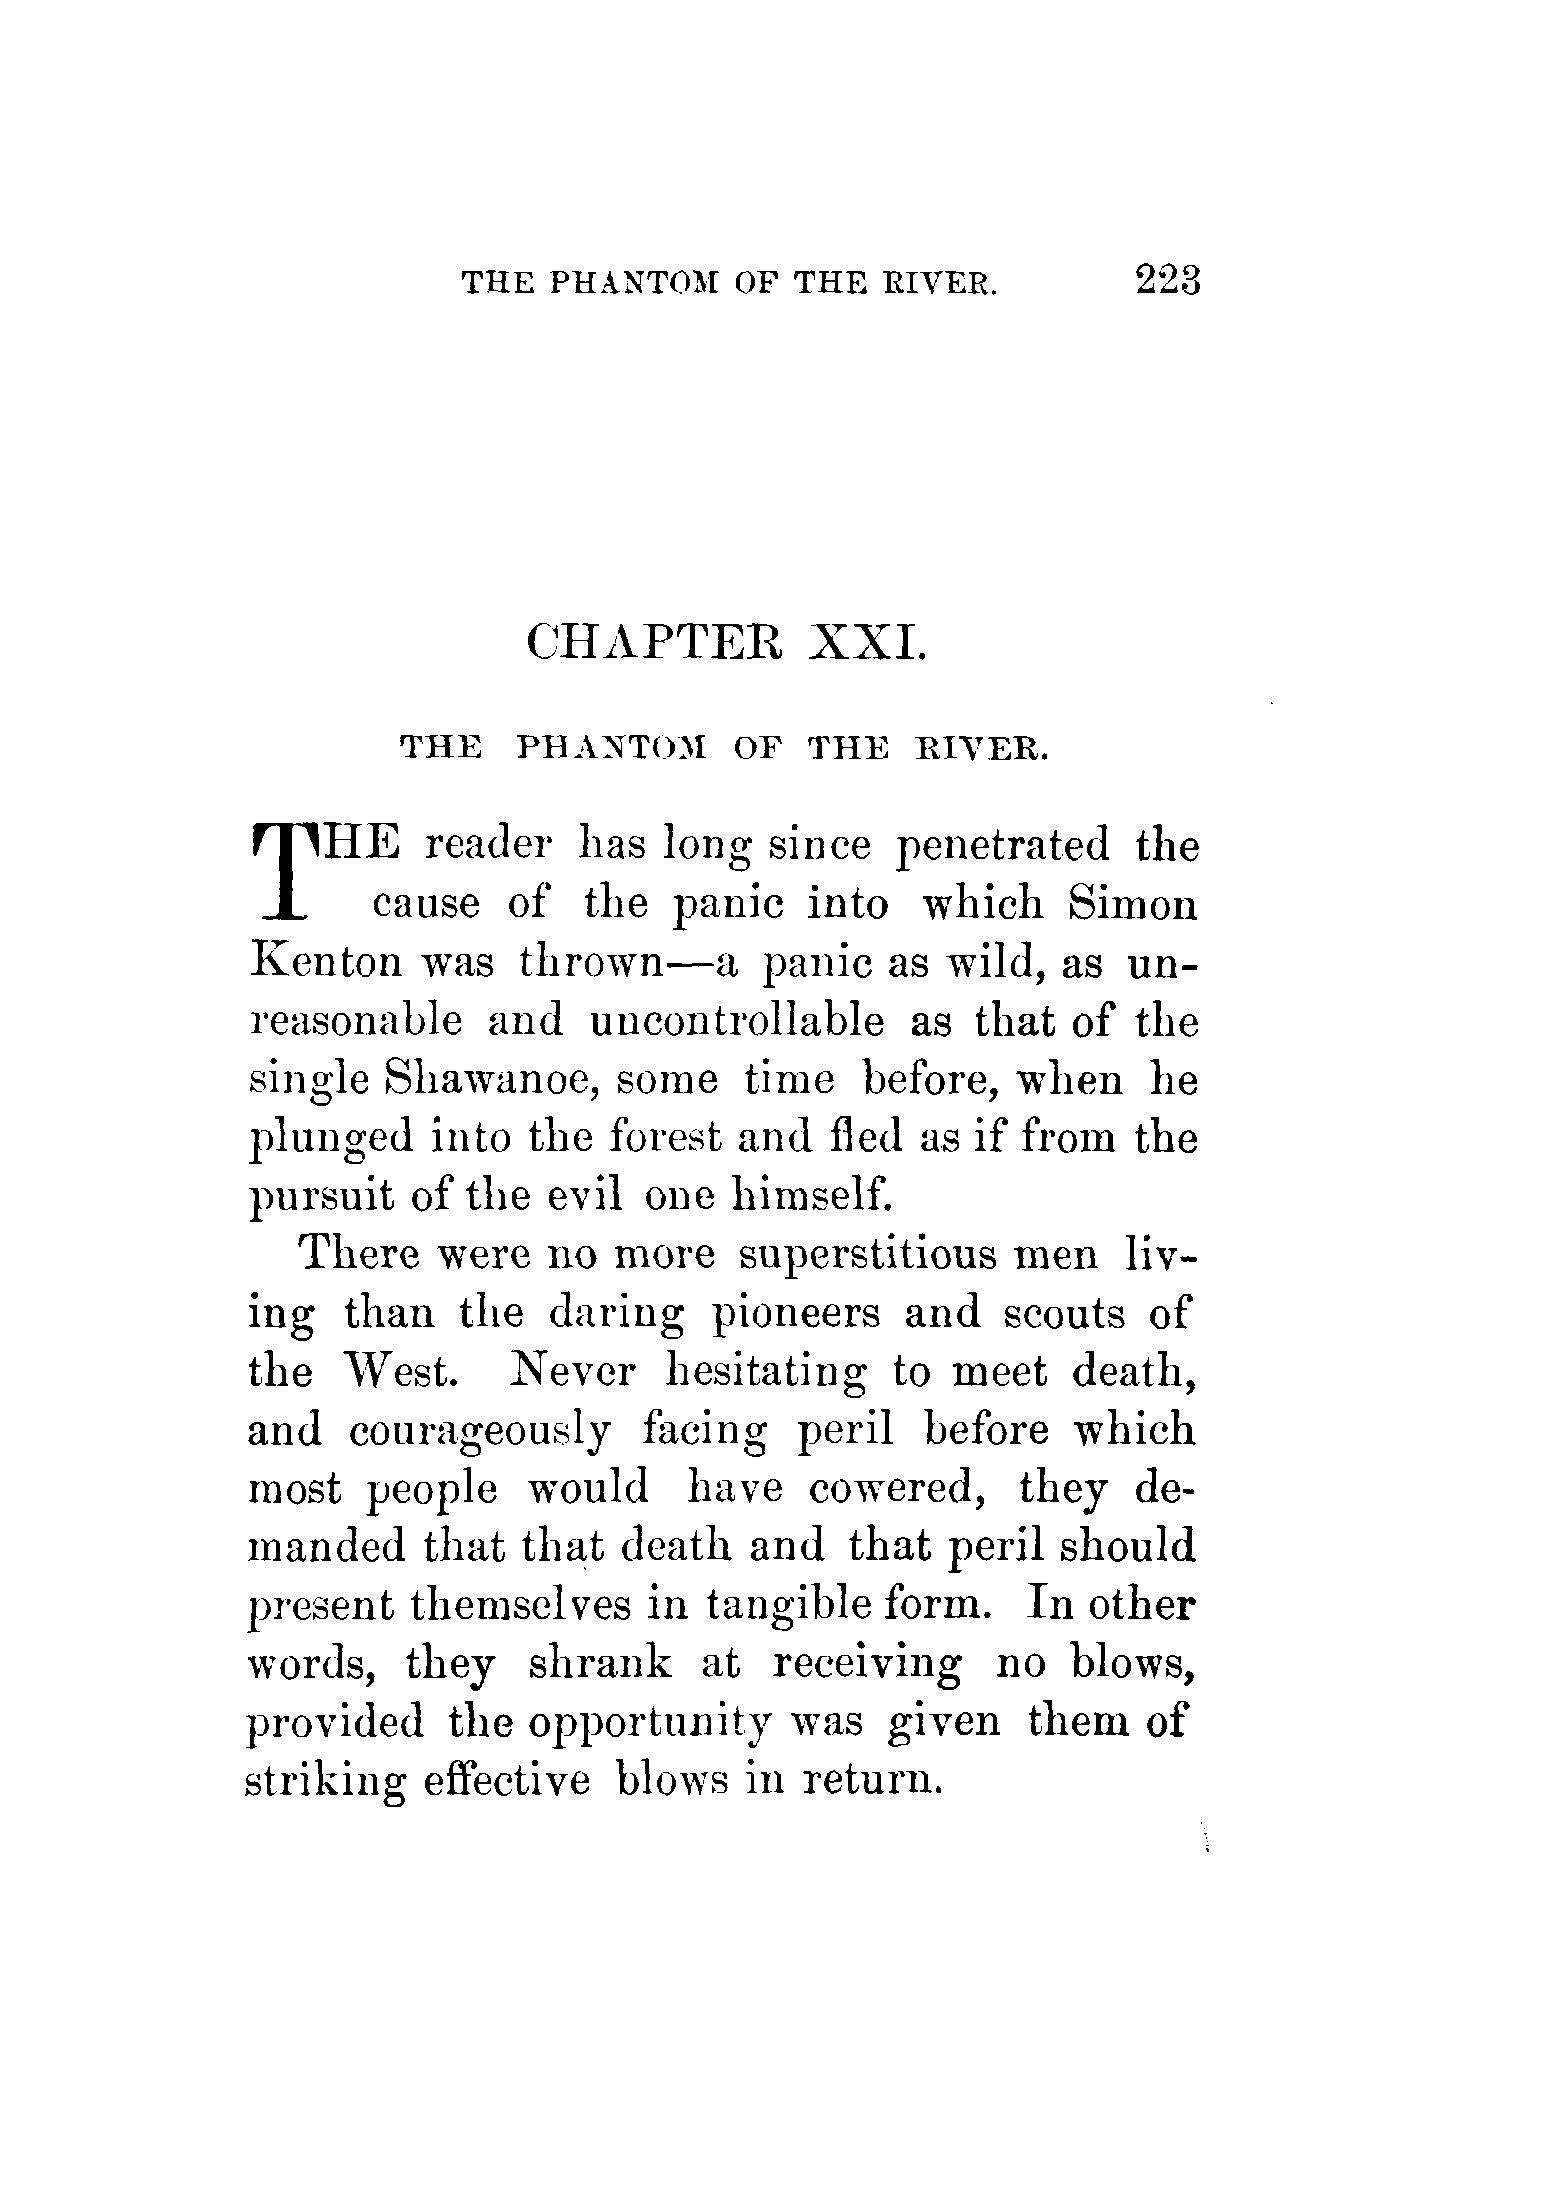 THE PHANTOM OF THE RIVER. 223
CHAPTER XXI.
THE PHANTOM OF THE RIVER.
THE reader has long since penetrated the
cause of the panic into which Simon
Kenton was thrown—a panic as wild, as un-
reasonable and uncontrollable as that of the
single Shawanoe, some time before, when he
plunged into the forest and fled as if from the
pursuit of the evil one himself.
There were no more superstitious men liv-
ing than the daring pioneers and scouts of
the West. Never hesitating to meet death,
and courageously facing peril before which
most people would have cowered, they de-
manded that that death and that peril should
present themselves in tangible form. In other
words, they shrank at receiving no blows,
provided the opportunity was given them of
striking effective blows in return.